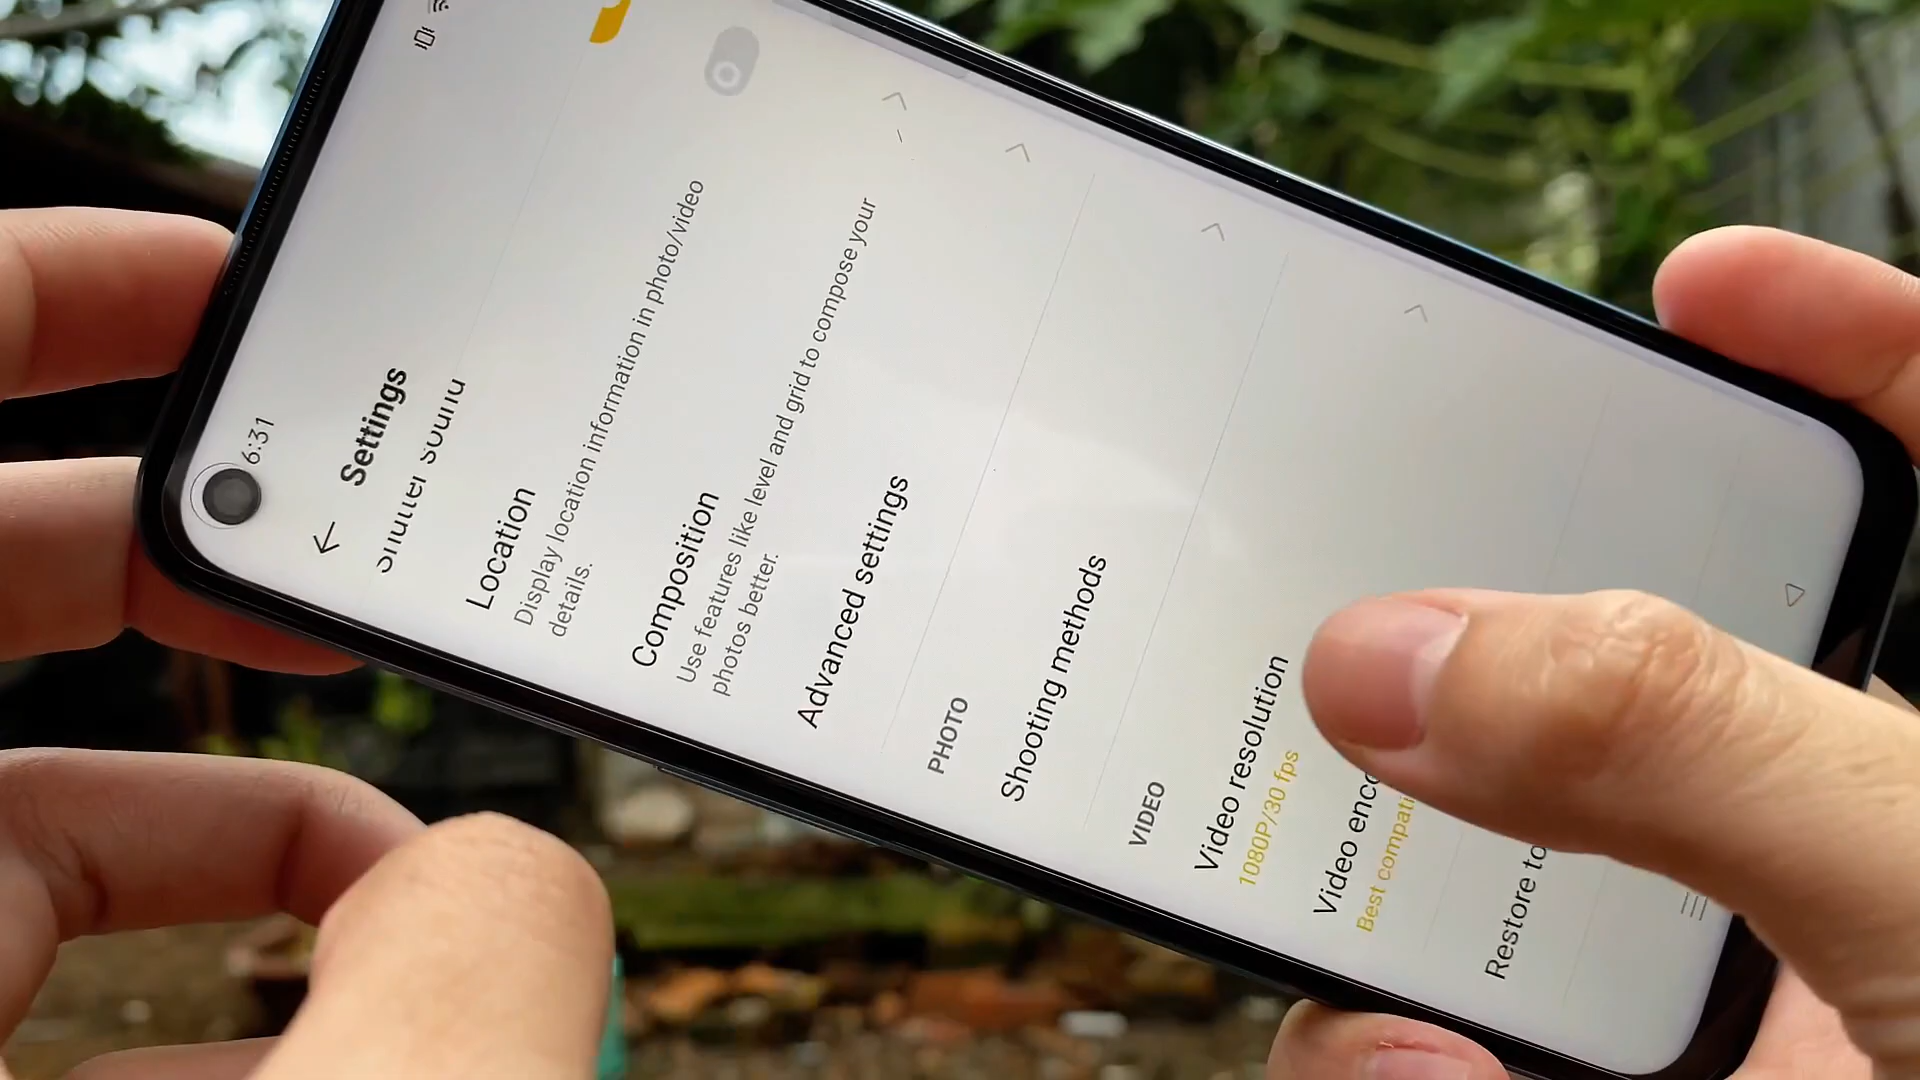 6:31
Settings
Shutter sound
Location
Display location information in photo/video
details.
Composition
Use features like level and grid to compose your
photos better.
Advanced settings
PHOTO
Shooting methods
VIDEO
Video resolution
1080P/30 fps
Video
Best
Restore to